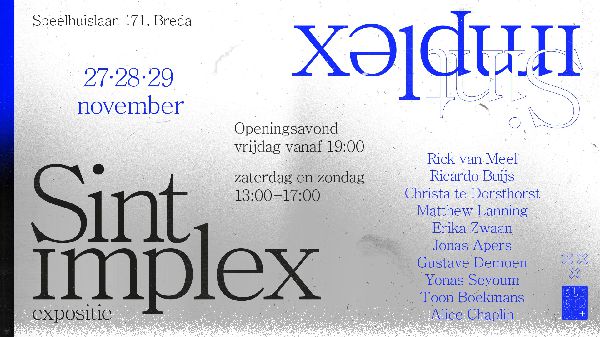 Speelhuislaan 171, Breda
27·28·29
november
Openingsavond
vrijdag vanaf 19:00
zaterdag en zondag
13:00–17:00
Sint
implex
expositie
Sint
implex
Rick van Meel
Ricardo Buijs
Christa te Dorsthorst
Matthew Lanning
Erika Zwaan
Jonas Apers
Gustave Demoen
Yonas Seyoum
Toon Boekmans
Alice Chaplin